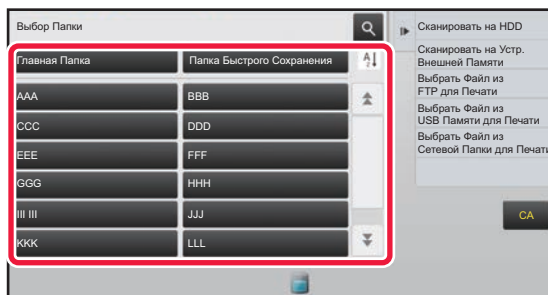 Выбор Папки
Главная Папка
Папка Быстрого Сохранения
AAA
BBB
CCC
DDD
EEE
FFF
GGG
HHH
III III
JJJ
KKK
LLL
Сканировать на HDD
Сканировать на Устр.
Внешней Памяти
Выбрать Файл из
FTP для Печати
Выбрать Файл из
USB Памяти для Печати
Выбрать Файл из
Сетевой Папки для Печати
CA